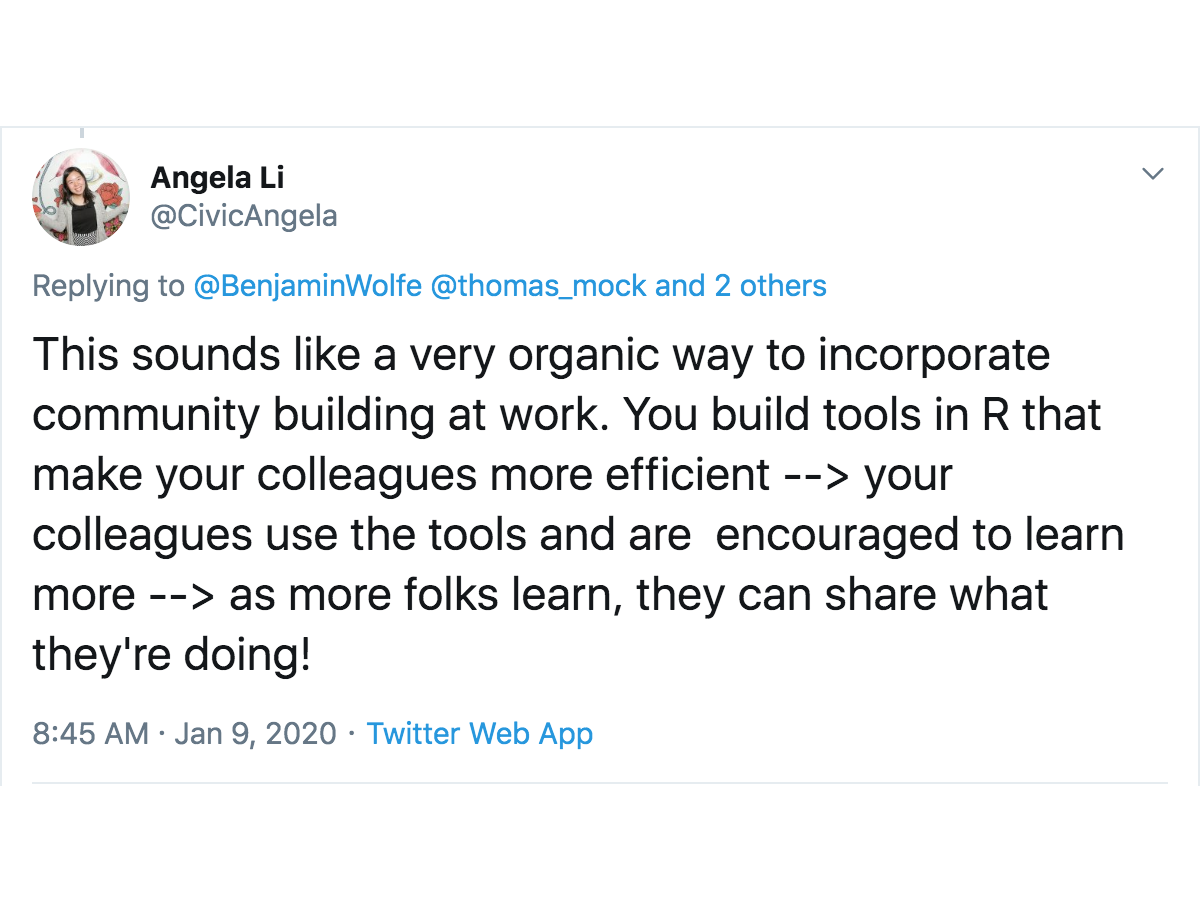 Angela Li
@CivicAngela
Replying to @BenjaminWolfe @thomas_mock and 2 others
This sounds like a very organic way to incorporate
community building at work. You build tools in R that
make your colleagues more efficient --> your
colleagues use the tools and are  encouraged to learn
more --> as more folks learn, they can share what
they're doing!
8:45 AM · Jan 9, 2020 · Twitter Web App